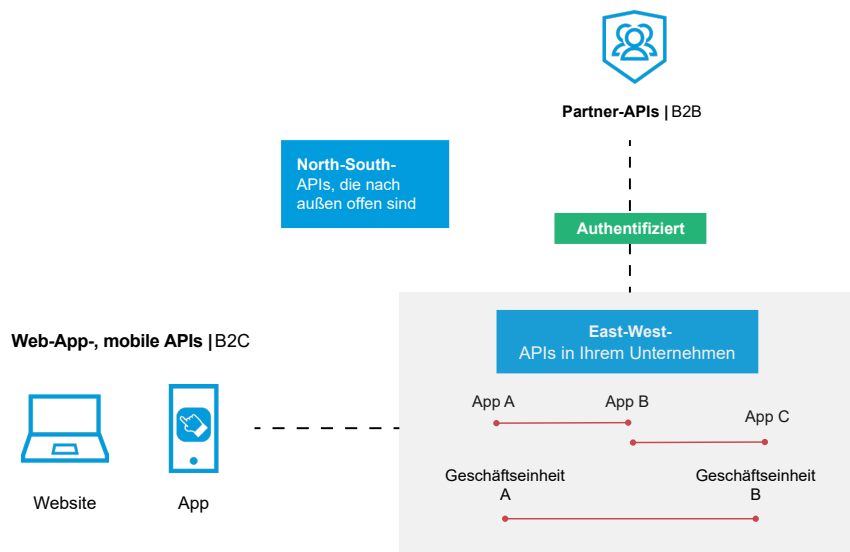 Partner-APIs | B2B
North-South-
APIs, die nach
außen offen sind
Authentifiziert
East-West-
APIs in Ihrem Unternehmen
Web-App-, mobile APIs | B2C
App A
App B
App C
Geschäftseinheit
A
Geschäftseinheit
B
Website
App